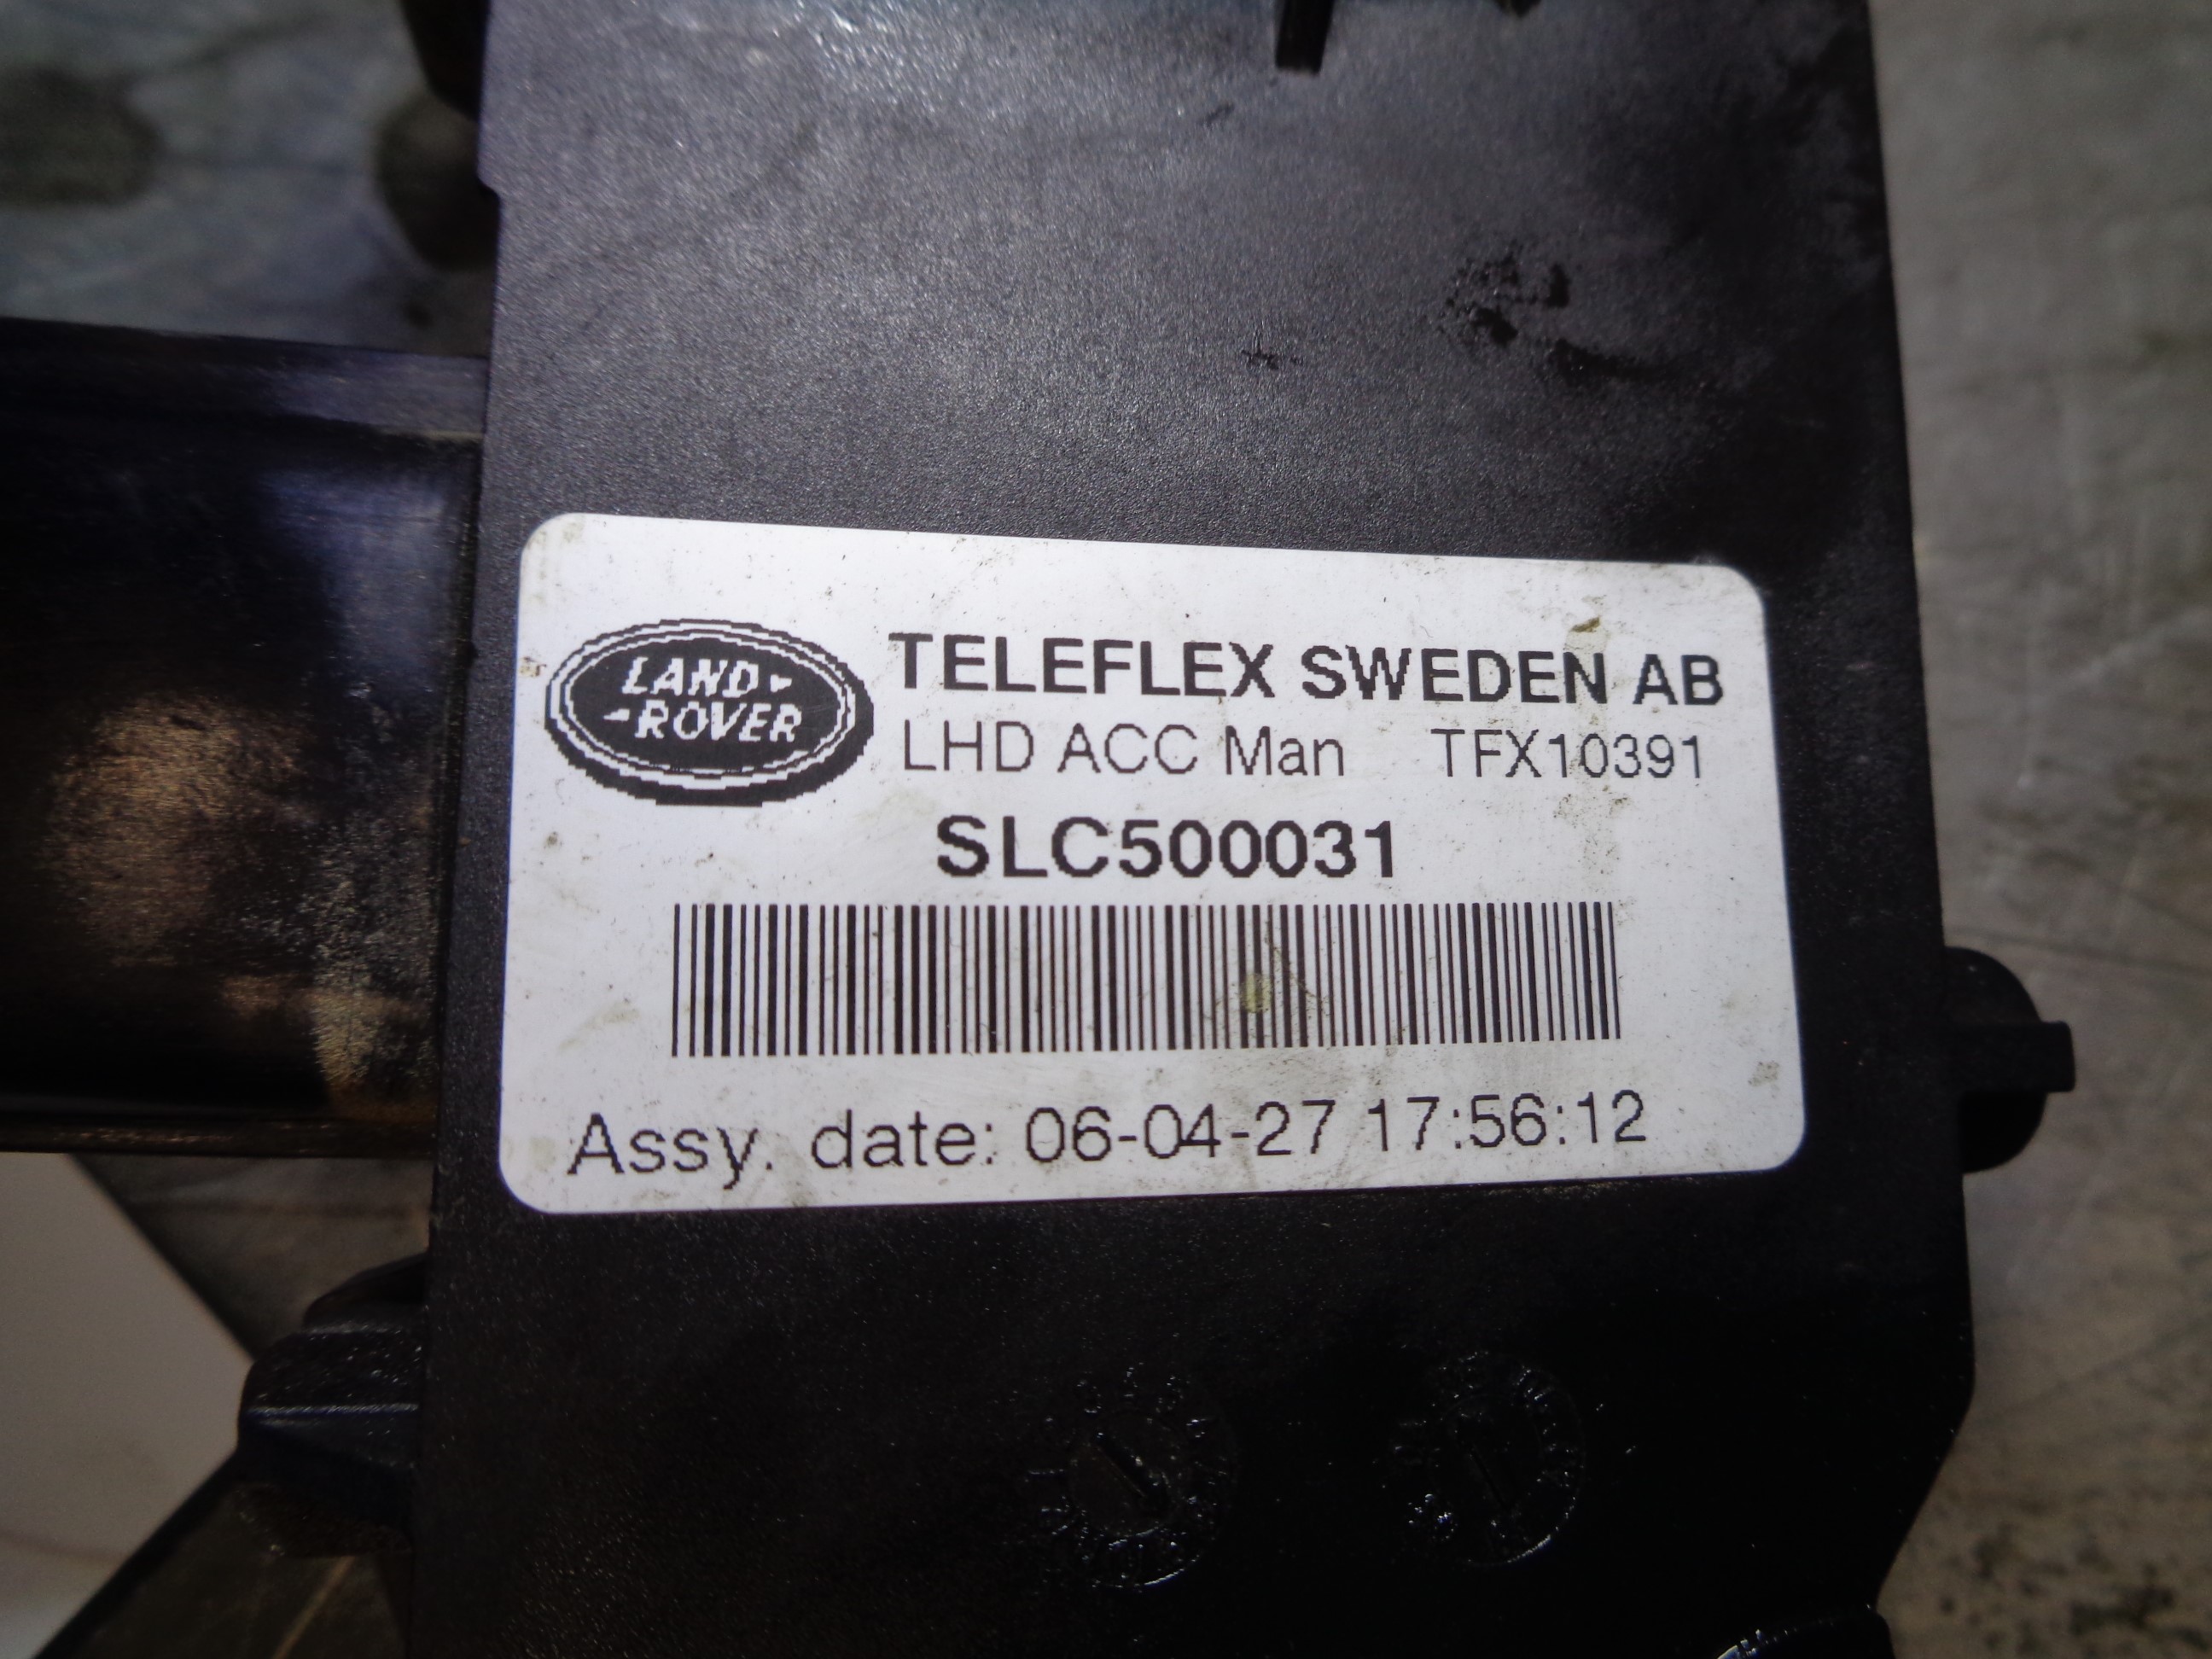 LAND
ROVER
TELEFLEX SWEDEN AB
LHD ACC Man TFX10391
SLC500031
Assy. date: 06-04-27 17:56:12